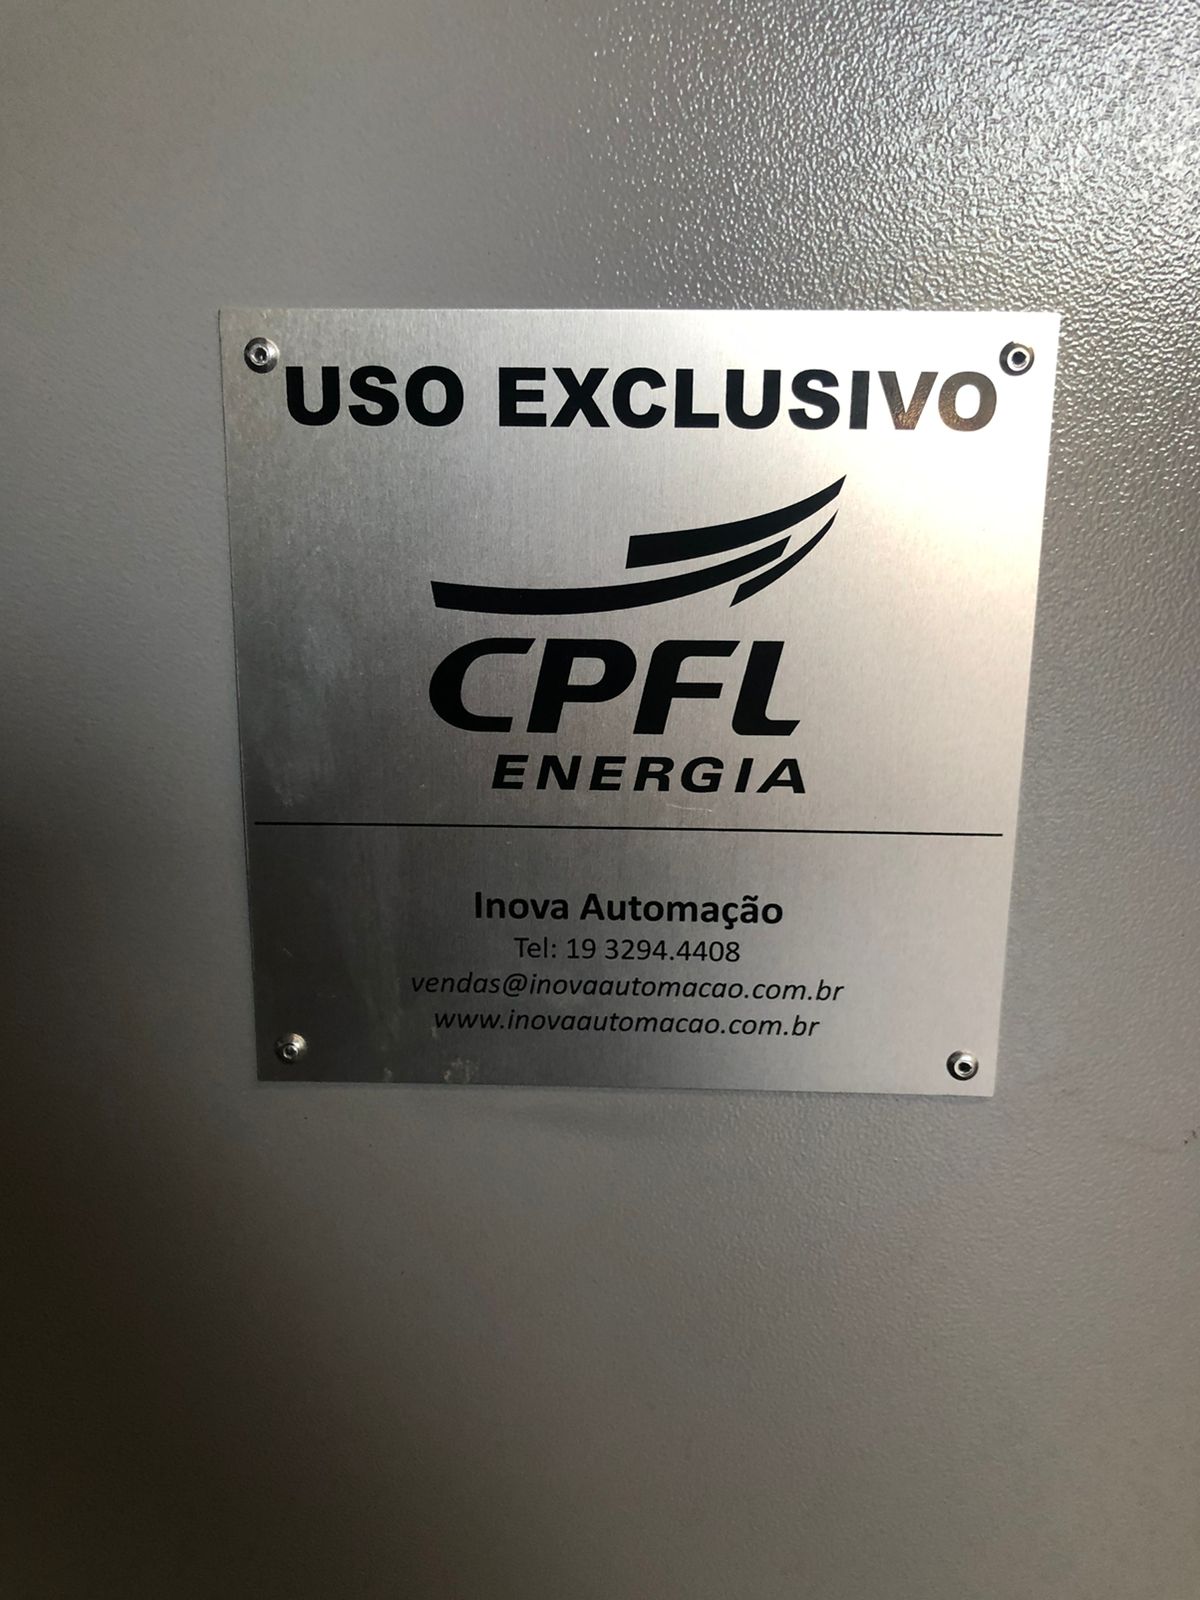 USO EXCLUSIVO
CPFL
ENERGIA
Inova Automação
Tel: 19 3294.4408
vendas@inovaautomacao.com.br
www.inovaautomacao.com.br